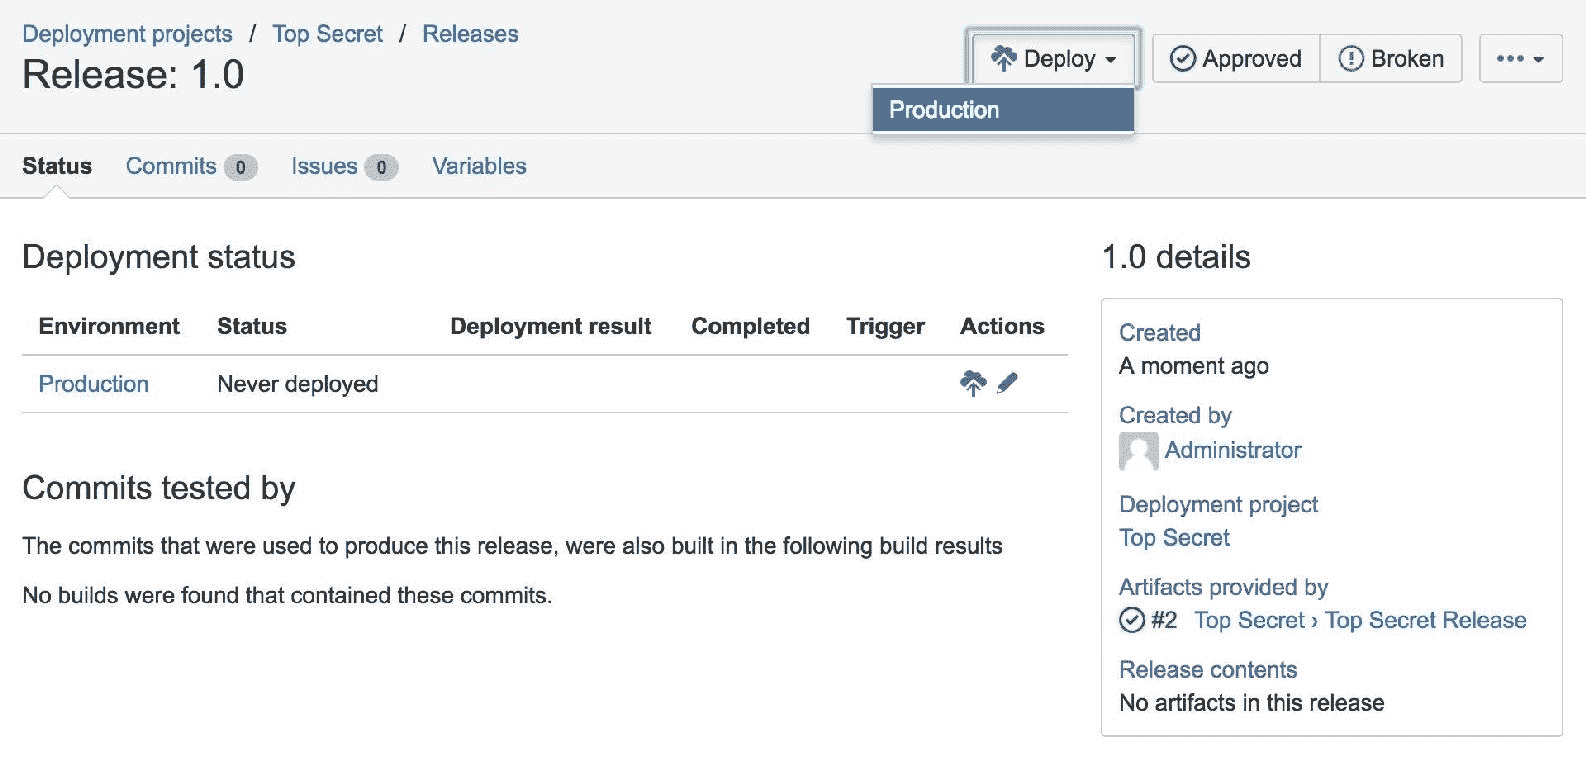 Deployment projects / Top Secret / Releases
Release: 1.0
Deploy
Approved
Broken
Production
Status Commits 0 Issues 0 Variables
Deployment status
Environment Status Deployment result Completed Trigger Actions
Production Never deployed
Commits tested by
The commits that were used to produce this release, were also built in the following build results
No builds were found that contained these commits.
1.0 details
Created
A moment ago
Created by
Administrator
Deployment project
Top Secret
Artifacts provided by
#2 Top Secret › Top Secret Release
Release contents
No artifacts in this release